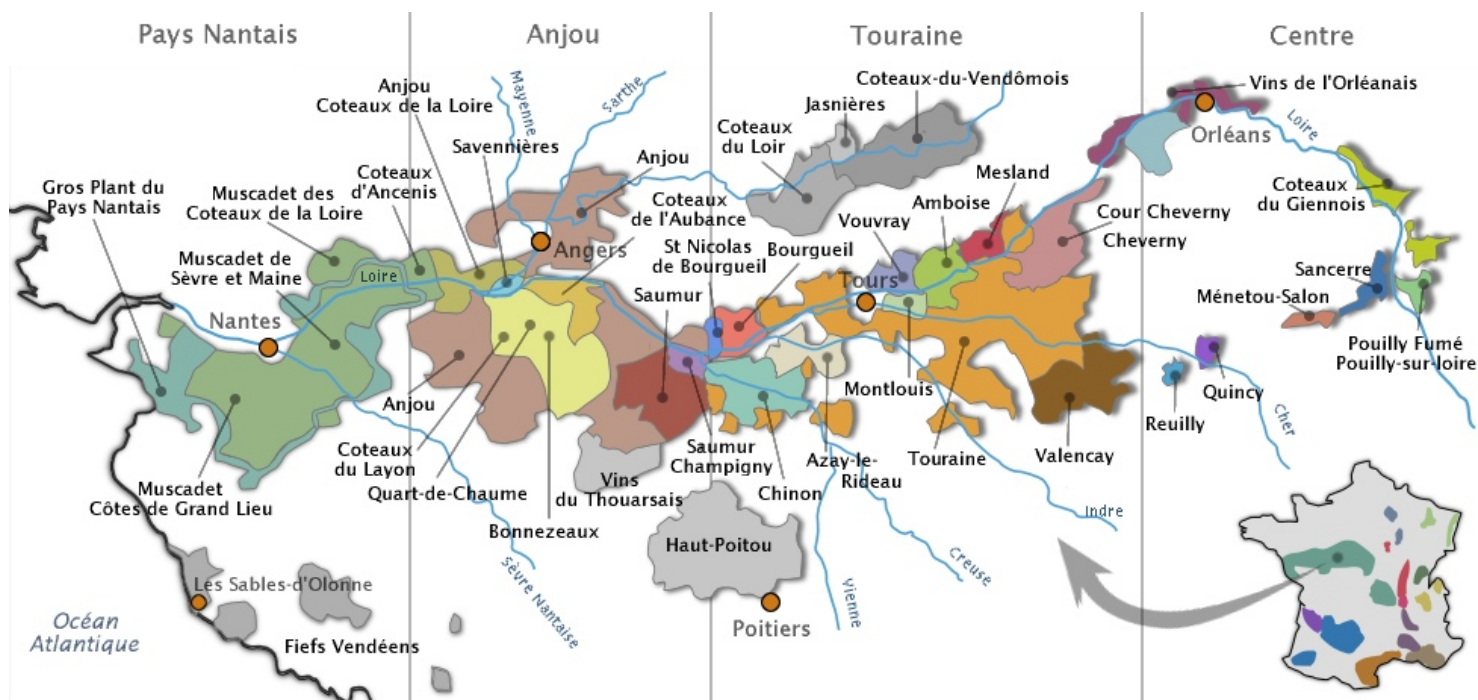 Pays Nantais
Anjou
Touraine
Centre
Anjou
Coteaux de la Loire
Mayenne
Sarthe
Coteaux-du-Vendômois
Jasnières
Vins de l'Orléanais
Coteaux
du Loir
Savennières
Orléans
Loire
Gros Plant du
Pays Nantais
Muscadet des
Coteaux de la Loire
Coteaux
d'Ancenis
Anjou
Coteaux
de l'Aubance
Mesland
Amboise
Vouvray
Cour Cheverny
Cheverny
Coteaux
du Giennois
Muscadet de
Sèvre et Maine
Loire
Angers
St Nicolas
de Bourgueil
Bourgueil
Tours
Sancerre
Ménetou-Salon
Nantes
Saumur
Pouilly Fumé
Pouilly-sur-loire
Anjou
Montlouis
Quincy
Reuilly
Cher
Coteaux
du Layon
Quart-de-Chaume
Bonnezeaux
Saumur
Champigny
Vins
du Thouarsais
Chinon
Azay-le-
Rideau
Touraine
Valencay
Muscadet
Côtes de Grand Lieu
Indre
Haut-Poitou
Creuse
Vienne
Sèvre Nantaise
Les Sables-d'Olonne
Océan
Atlantique
Fiefs Vendéens
Poitiers